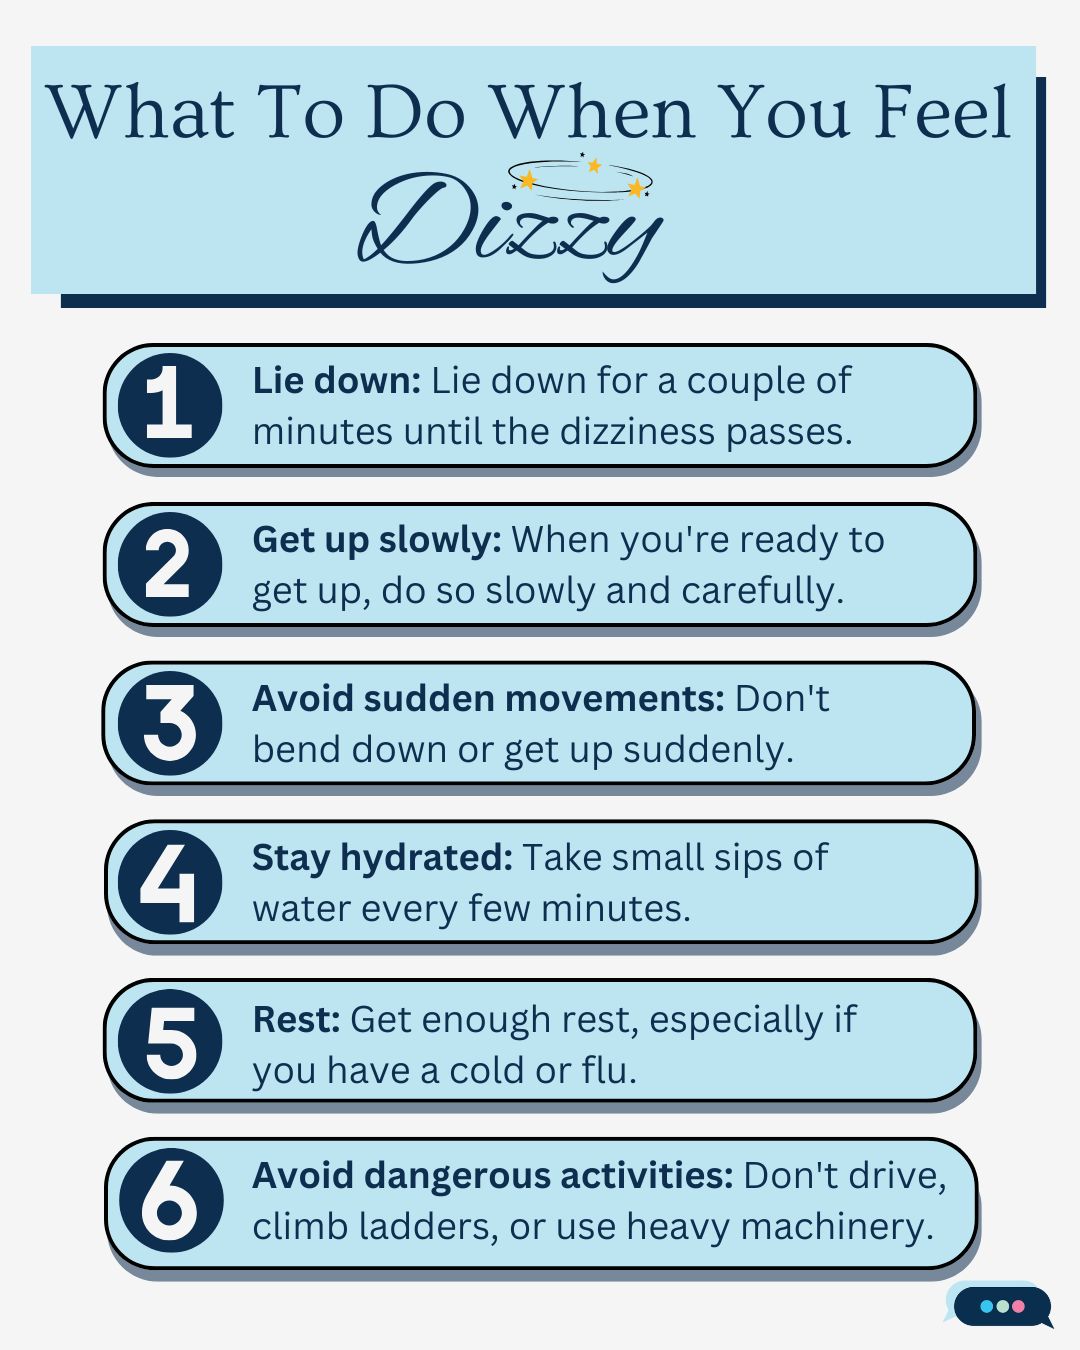 What To Do When You Feel
Dizzy
1
Lie down: Lie down for a couple of
minutes until the dizziness passes.
2
Get up slowly: When you're ready to
get up, do so slowly and carefully.
3
Avoid sudden movements: Don't
bend down or get up suddenly.
4
Stay hydrated: Take small sips of
water every few minutes.
5
Rest: Get enough rest, especially if
you have a cold or flu.
6
Avoid dangerous activities: Don't drive,
climb ladders, or use heavy machinery.